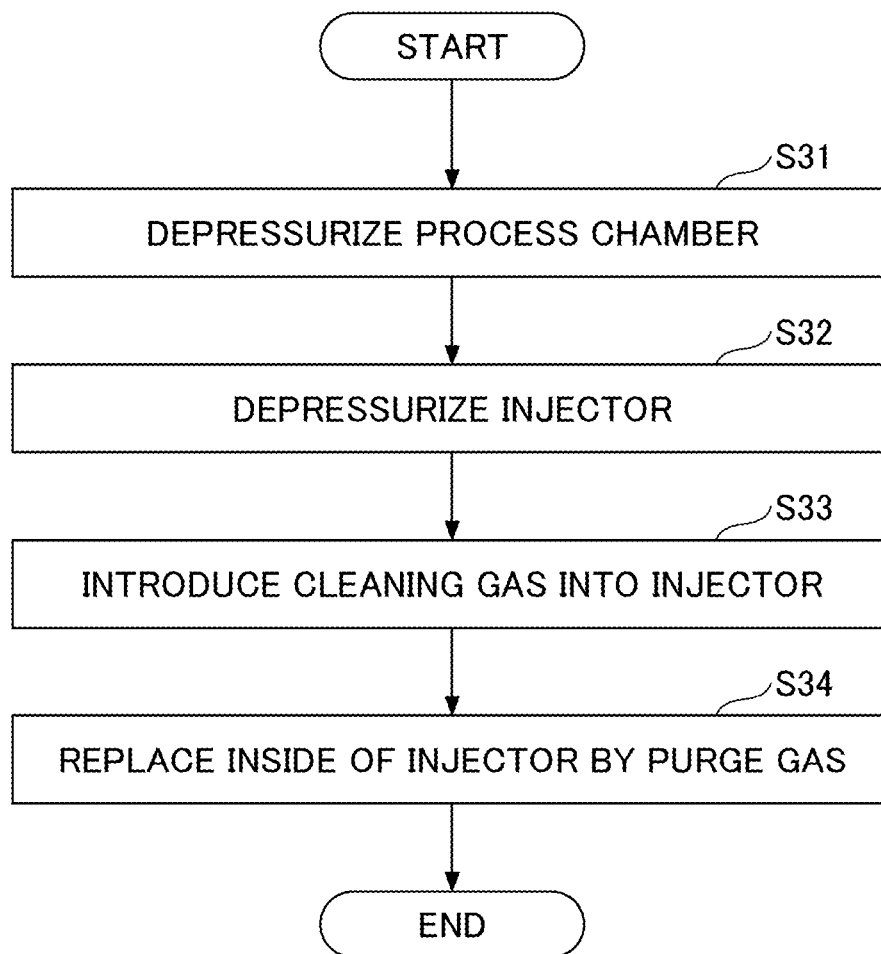 START
S31
DEPRESSURIZE PROCESS CHAMBER
S32
DEPRESSURIZE INJECTOR
S33
INTRODUCE CLEANING GAS INTO INJECTOR
S34
REPLACE INSIDE OF INJECTOR BY PURGE GAS
END